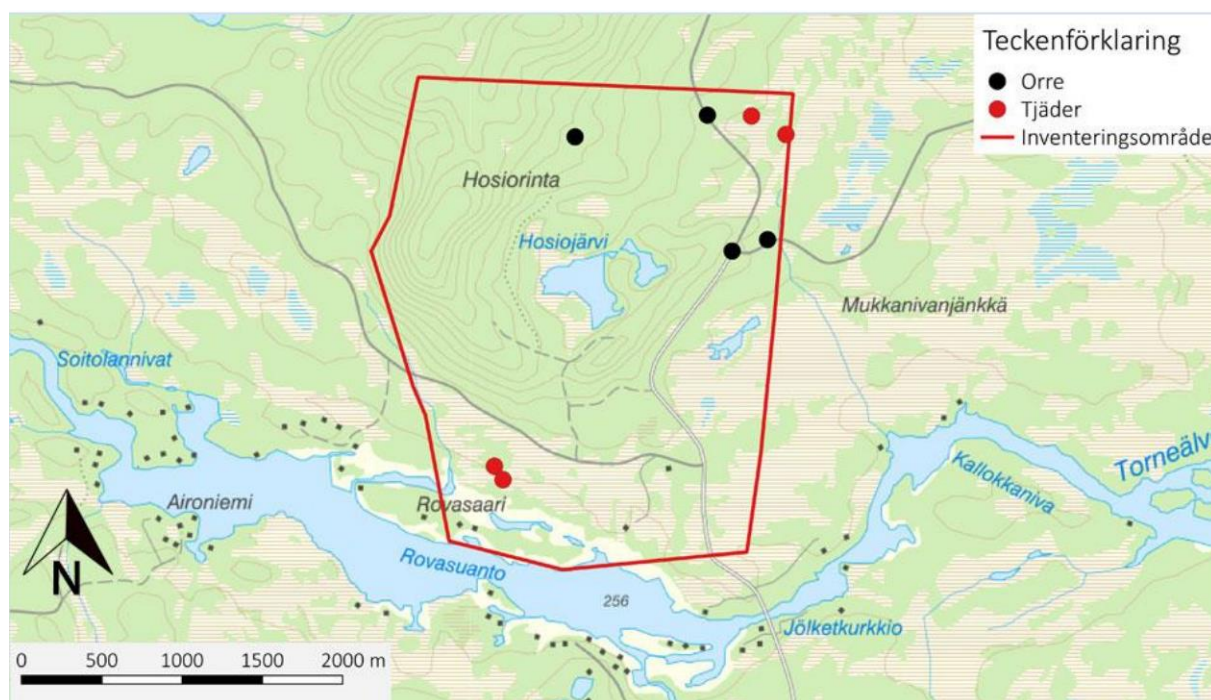 Teckenförklaring
Orre
Tjäder
Inventeringsområde
Hosiorinta
Hosiojärvi
Mukkanivanjänkkä
Soitolannivat
Aironiemi
Rovasaari
Rovasuanto
256
Jölketkurkkio
Kallokkaniva
Torneälv
N
0 500 1000 1500 2000 m